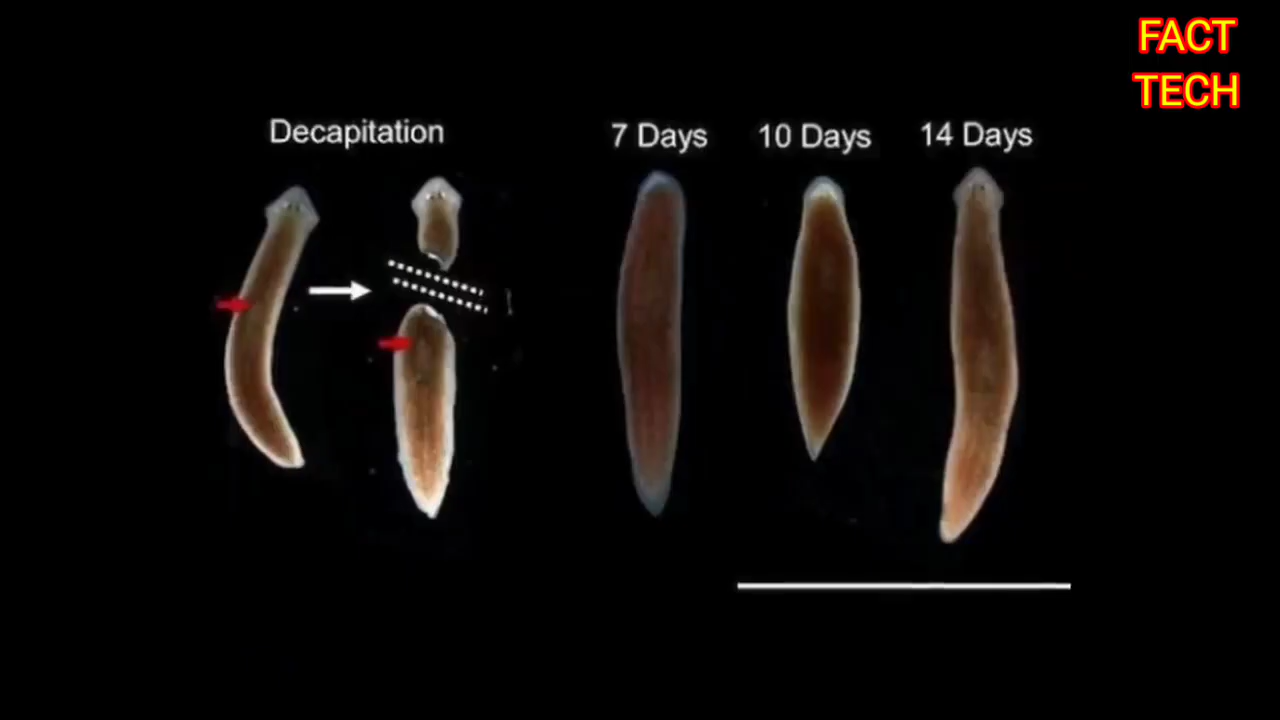 FACT
TECH
Decapitation
7 Days
10 Days
14 Days